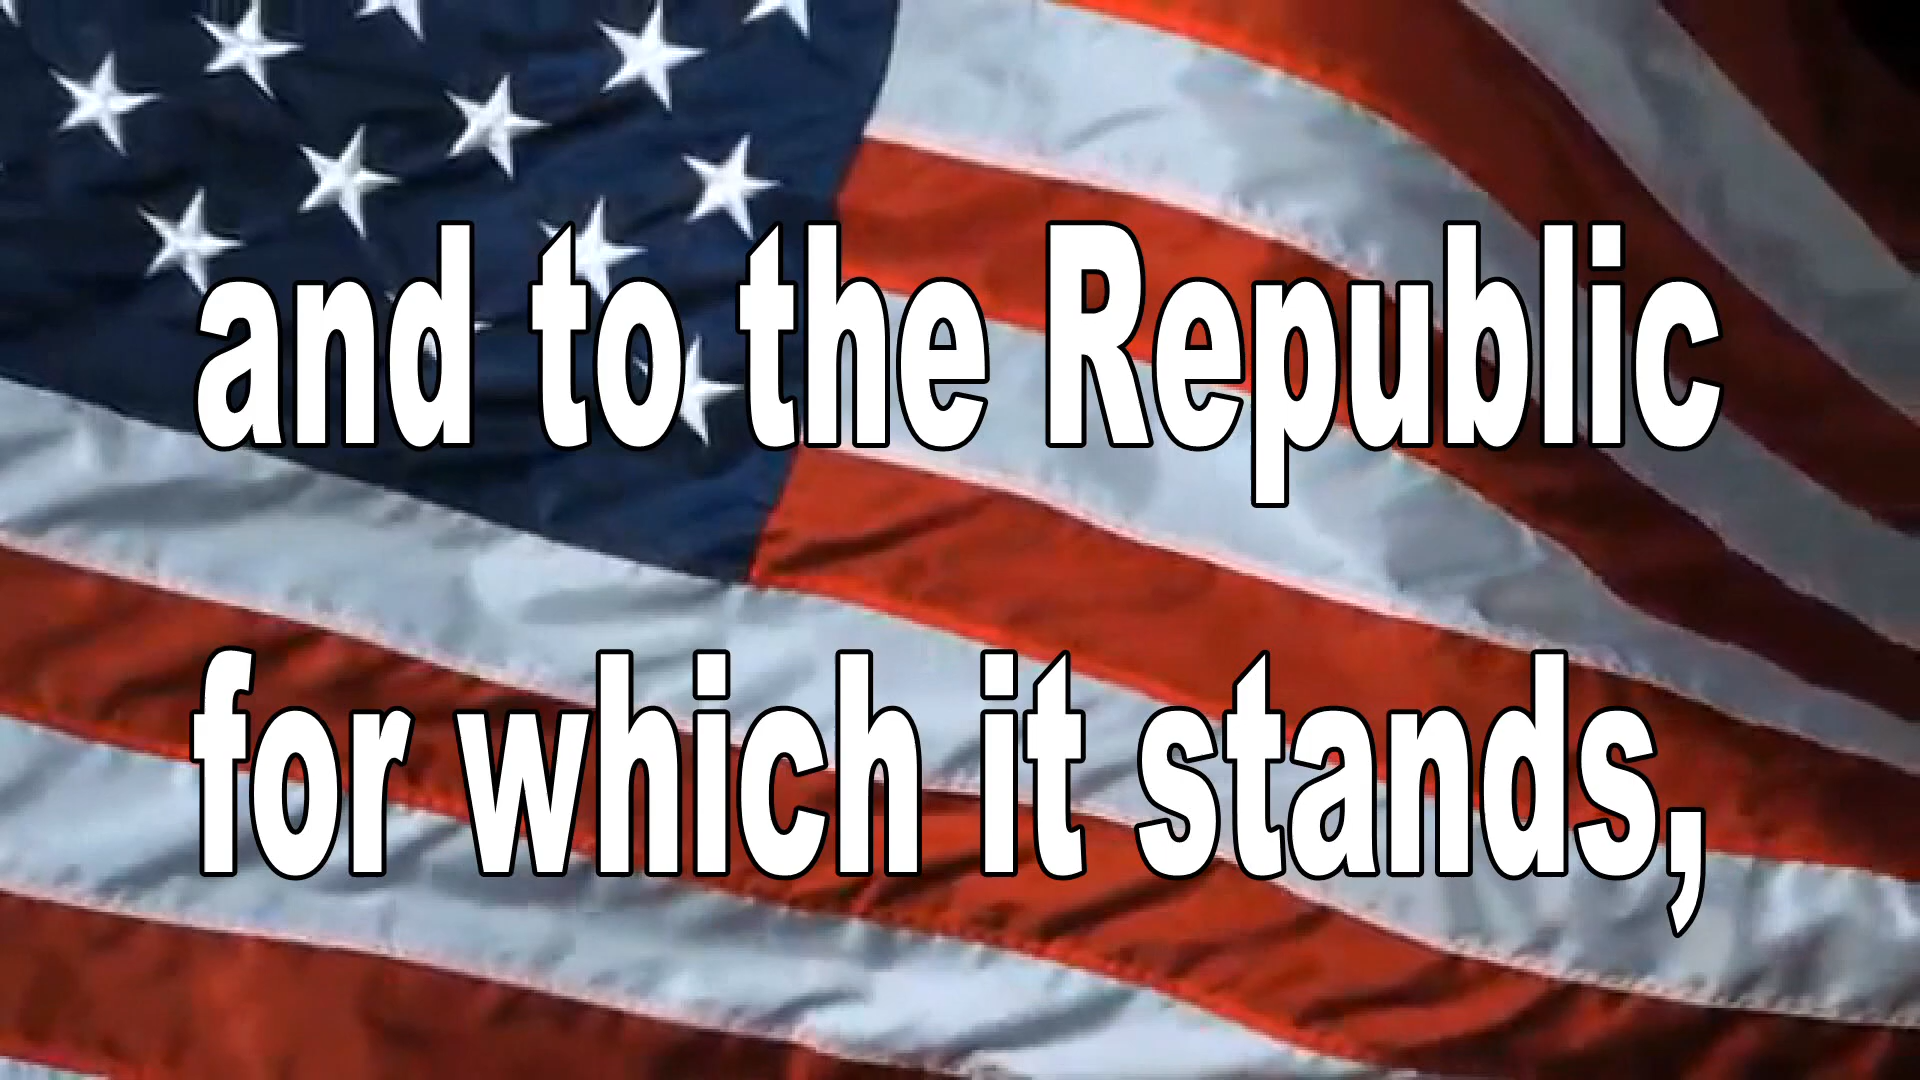 and to the Republic
for which it stands,